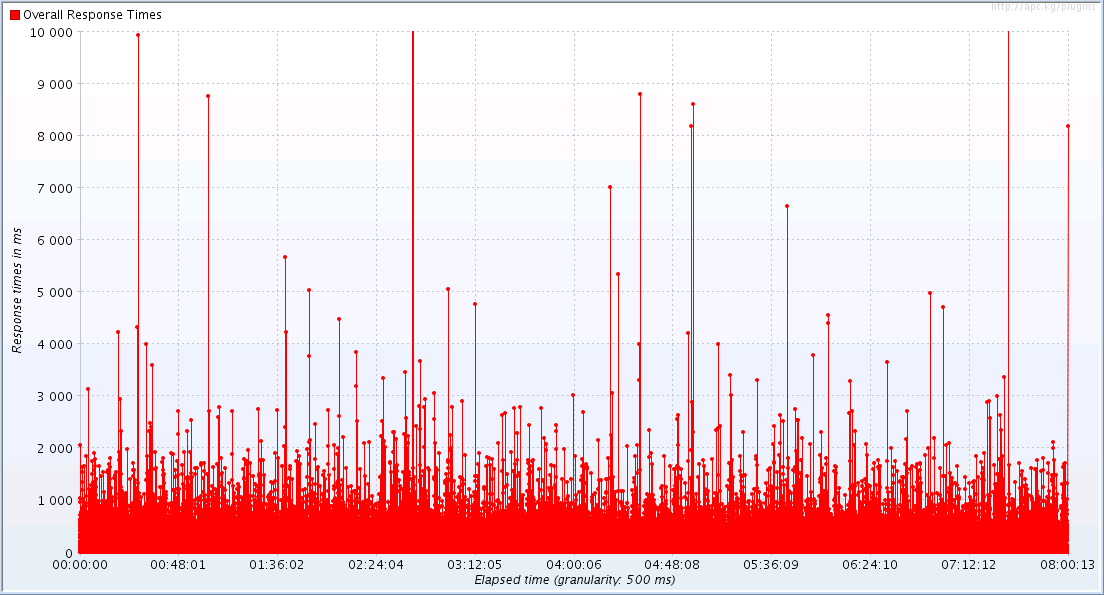 http://apc.kg/plugins
Overall Response Times
10 000
9 000
8 000
7 000
6 000
5 000
4 000
3 000
2 000
1 000
0
Response times in ms
00:00:00 00:48:01 01:36:02 02:24:04 03:12:05 04:00:06 04:48:08 05:36:09 06:24:10 07:12:12 08:00:13
Elapsed time (granularity: 500 ms)